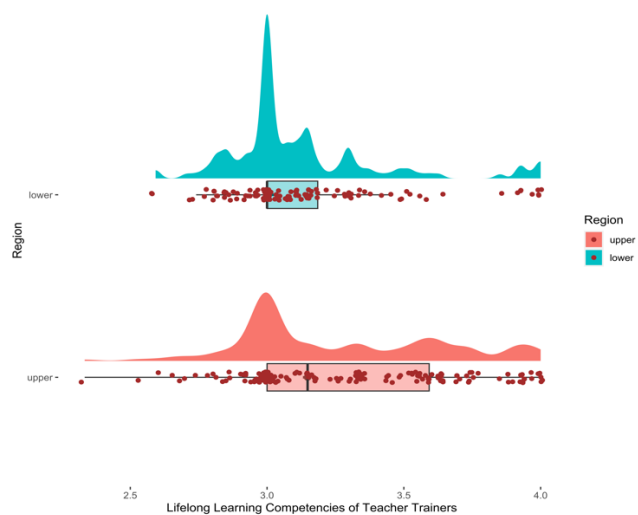 lower
Region
upper
Region
upper
lower
2.5
3.0
3.5
4.0
Lifelong Learning Competencies of Teacher Trainers